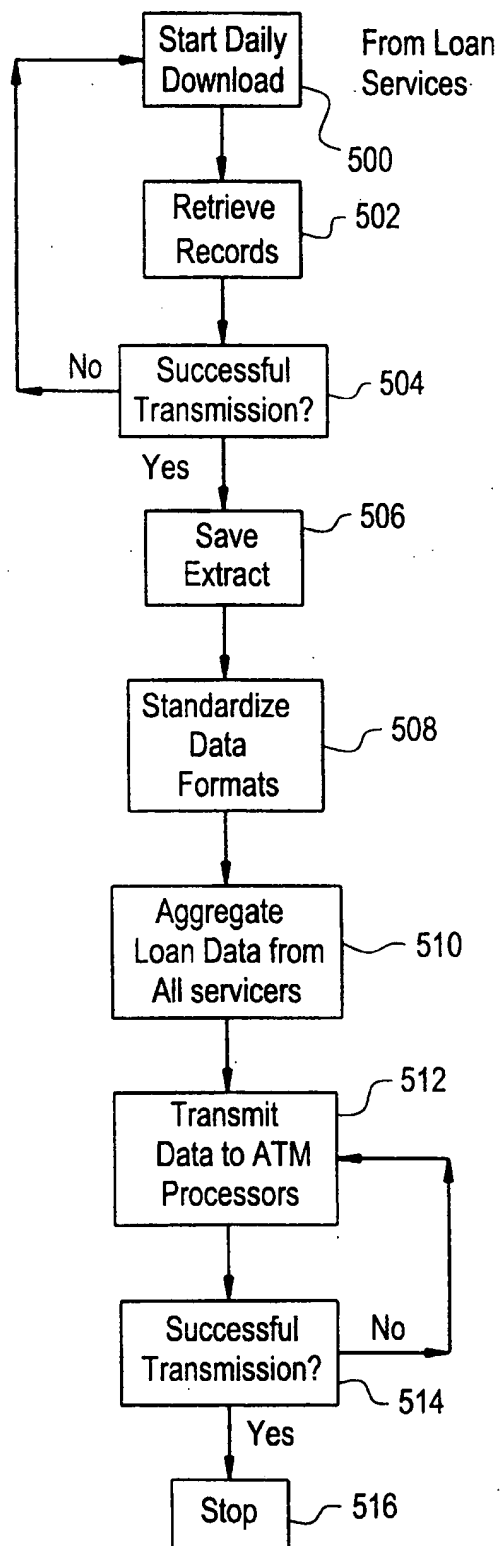 Start Daily
Download
From Loan
Services
500
Retrieve
Records
502
No
Successful
Transmission?
504
Yes
506
Save
Extract
Standardize
Data
Formats
508
Aggregate
Loan Data from
All servicers
510
512
Transmit
Data to ATM
Processors
Successful
Transmission?
No
514
Yes
Stop
516